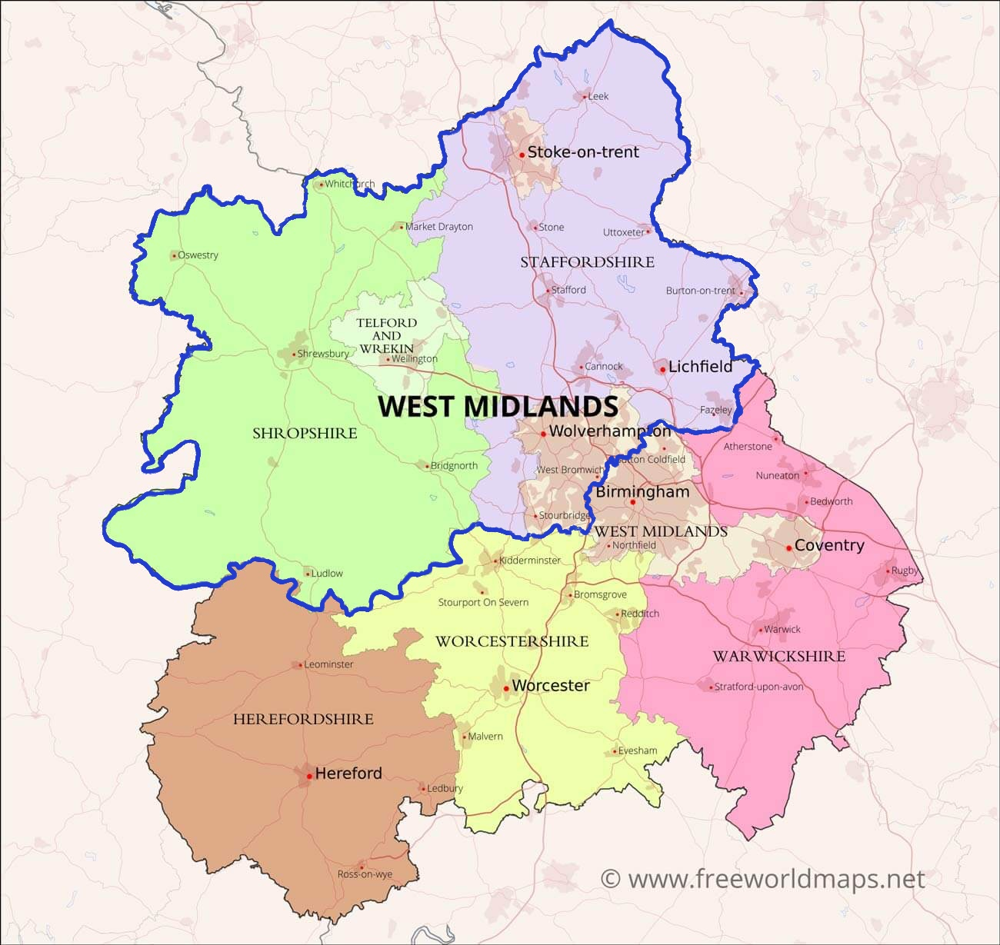 Leek
Stoke-on-trent
Whitchurch
Market Drayton
Stone
Uttoxeter
Oswestry
STAFFORDSHIRE
Stafford
Burton-on-trent
TELFORD
AND
WREKIN
Shrewsbury
Wellington
Cannock
Lichfield
WEST MIDLANDS
Fazeley
SHROPSHIRE
Wolverhampton
Atherstone
Sutton Coldfield
Bridgnorth
West Bromwich
Nuneaton
Birmingham
Bedworth
Stourbridge
WEST MIDLANDS
Northfield
Coventry
Kidderminster
Rugby
Ludlow
Stourport On Severn
Bromsgrove
Redditch
Warwick
WORCESTERSHIRE
WARWICKSHIRE
Leominster
Worcester
Stratford-upon-avon
HEREFORDSHIRE
Malvern
Evesham
Hereford
Ledbury
Ross-on-wye
© www.freeworldmaps.net